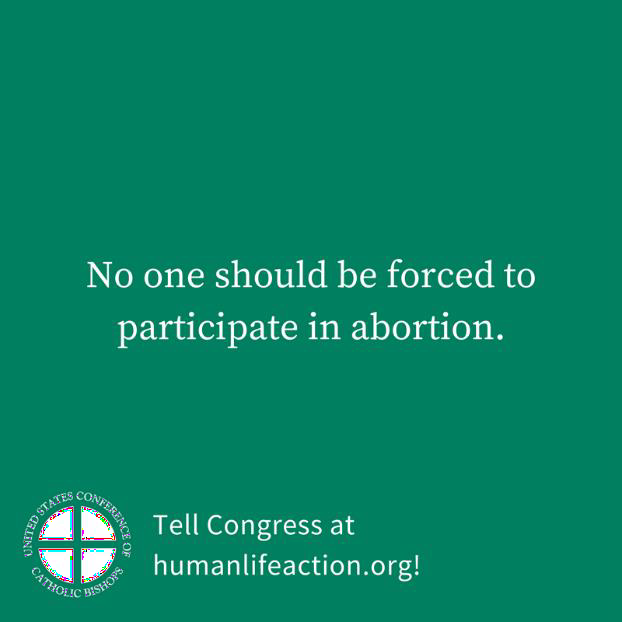 No one should be forced to
participate in abortion.
UNITED STATES CONFERENCE OF
CATHOLIC BISHOPS
Tell Congress at
humanlifeaction.org!